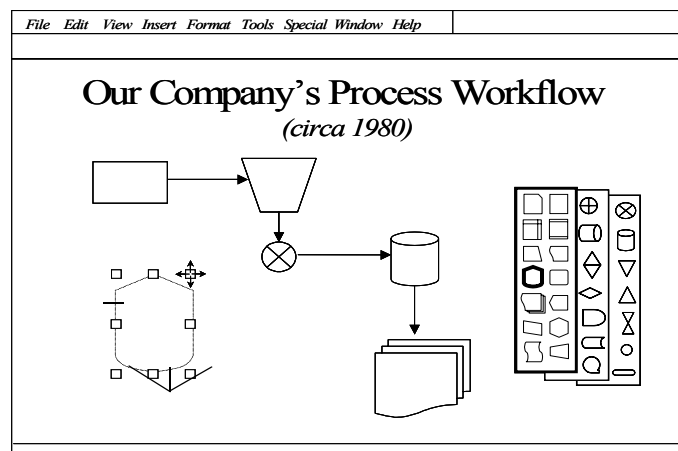 File Edit View Insert Format Tools Special Window Help
Our Company's Process Workflow
(circa 1980)